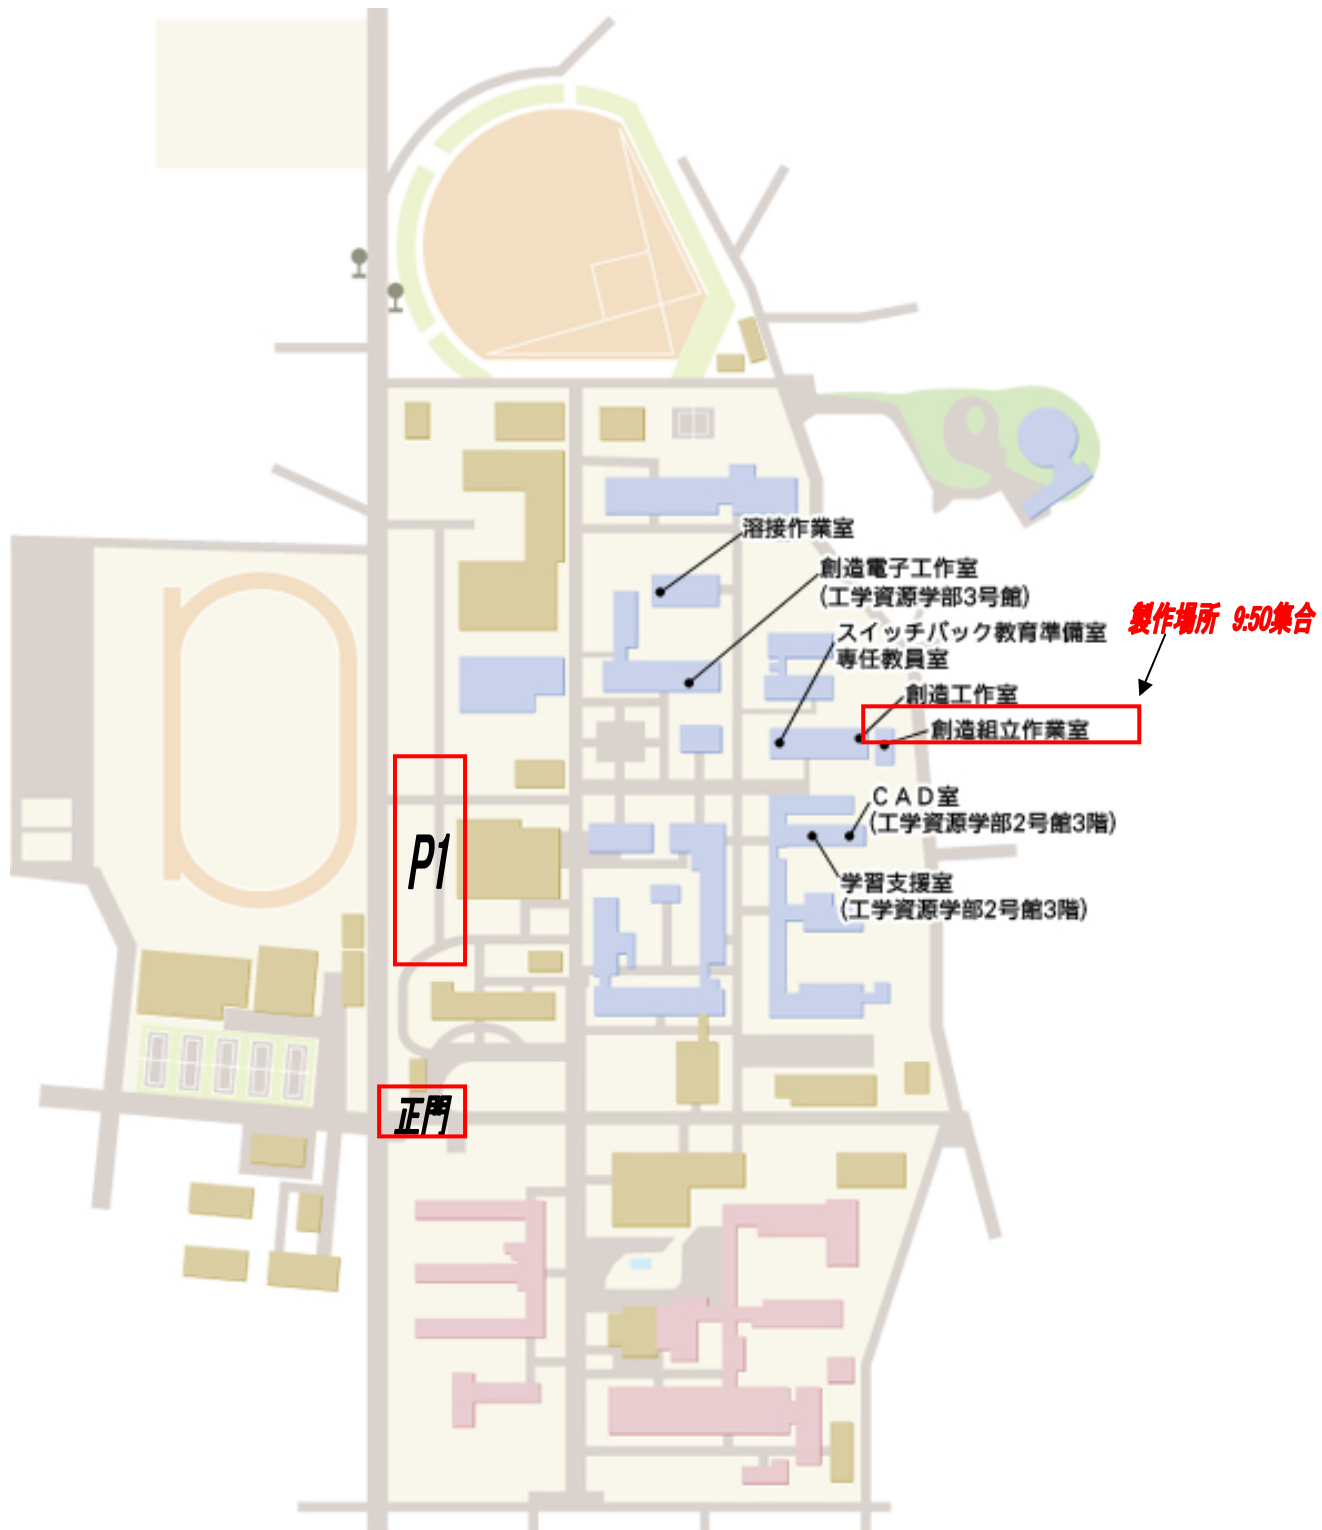 溶接作業室
創造電子工作室
(工学資源学部3号館)
製作場所 9:50集合
スイッチバック教育準備室
専任教員室
創造工作室
創造組立作業室
CAD室
(工学資源学部2号館3階)
P1
学習支援室
(工学資源学部2号館3階)
正門